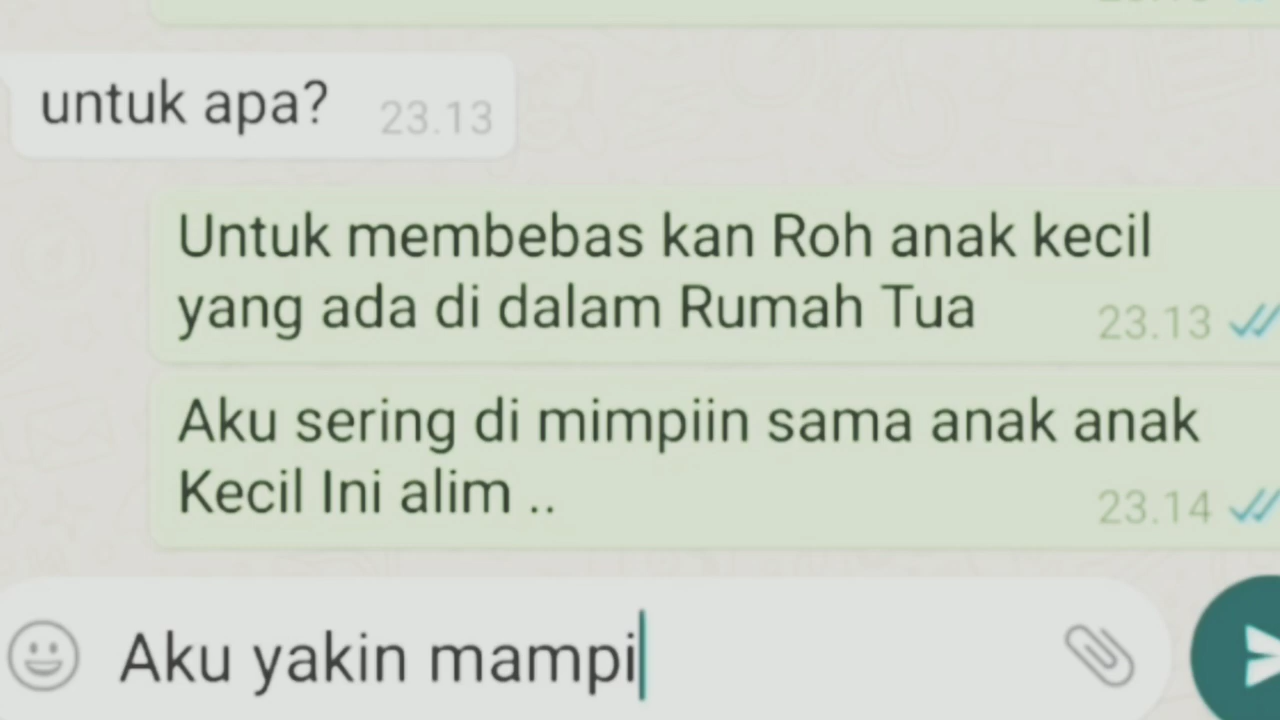 untuk apa? 23.13
Untuk membebas kan Roh anak kecil
yang ada di dalam Rumah Tua 23.13
Aku sering di mimpiin sama anak anak
Kecil Ini alim .. 23.14
Aku yakin mampi